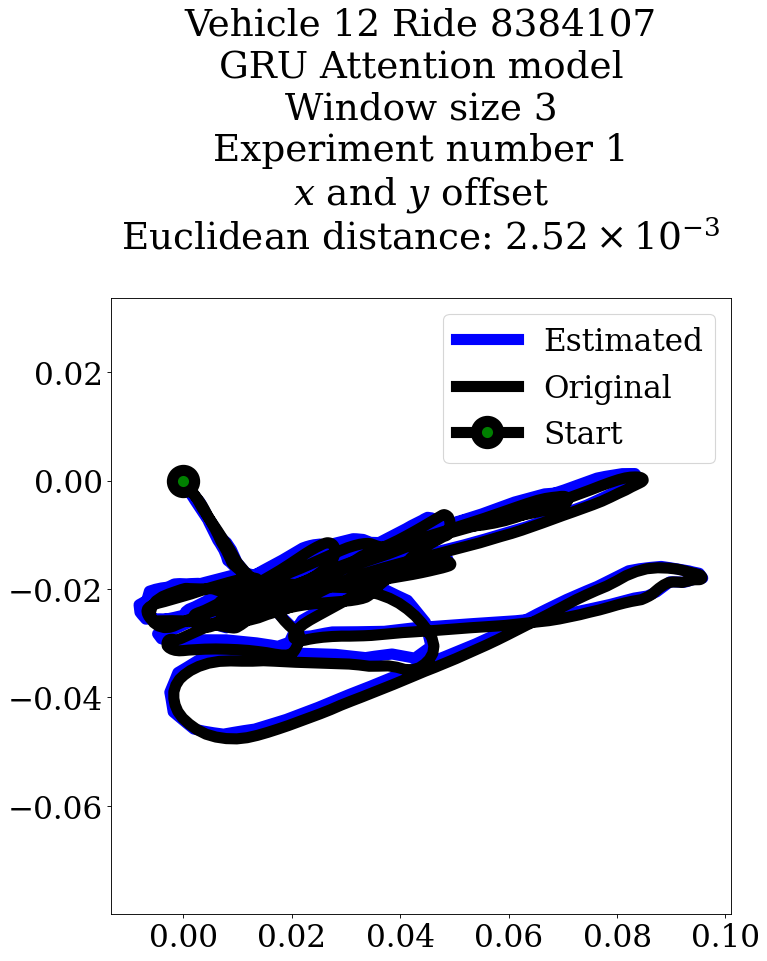 Vehicle 12 Ride 8384107
GRU Attention model
Window size 3
Experiment number 1
x and y offset
Euclidean distance: 2.52 × 10⁻³
Estimated
Original
Start
0.02
0.00
−0.02
−0.04
−0.06
0.00 0.02 0.04 0.06 0.08 0.10